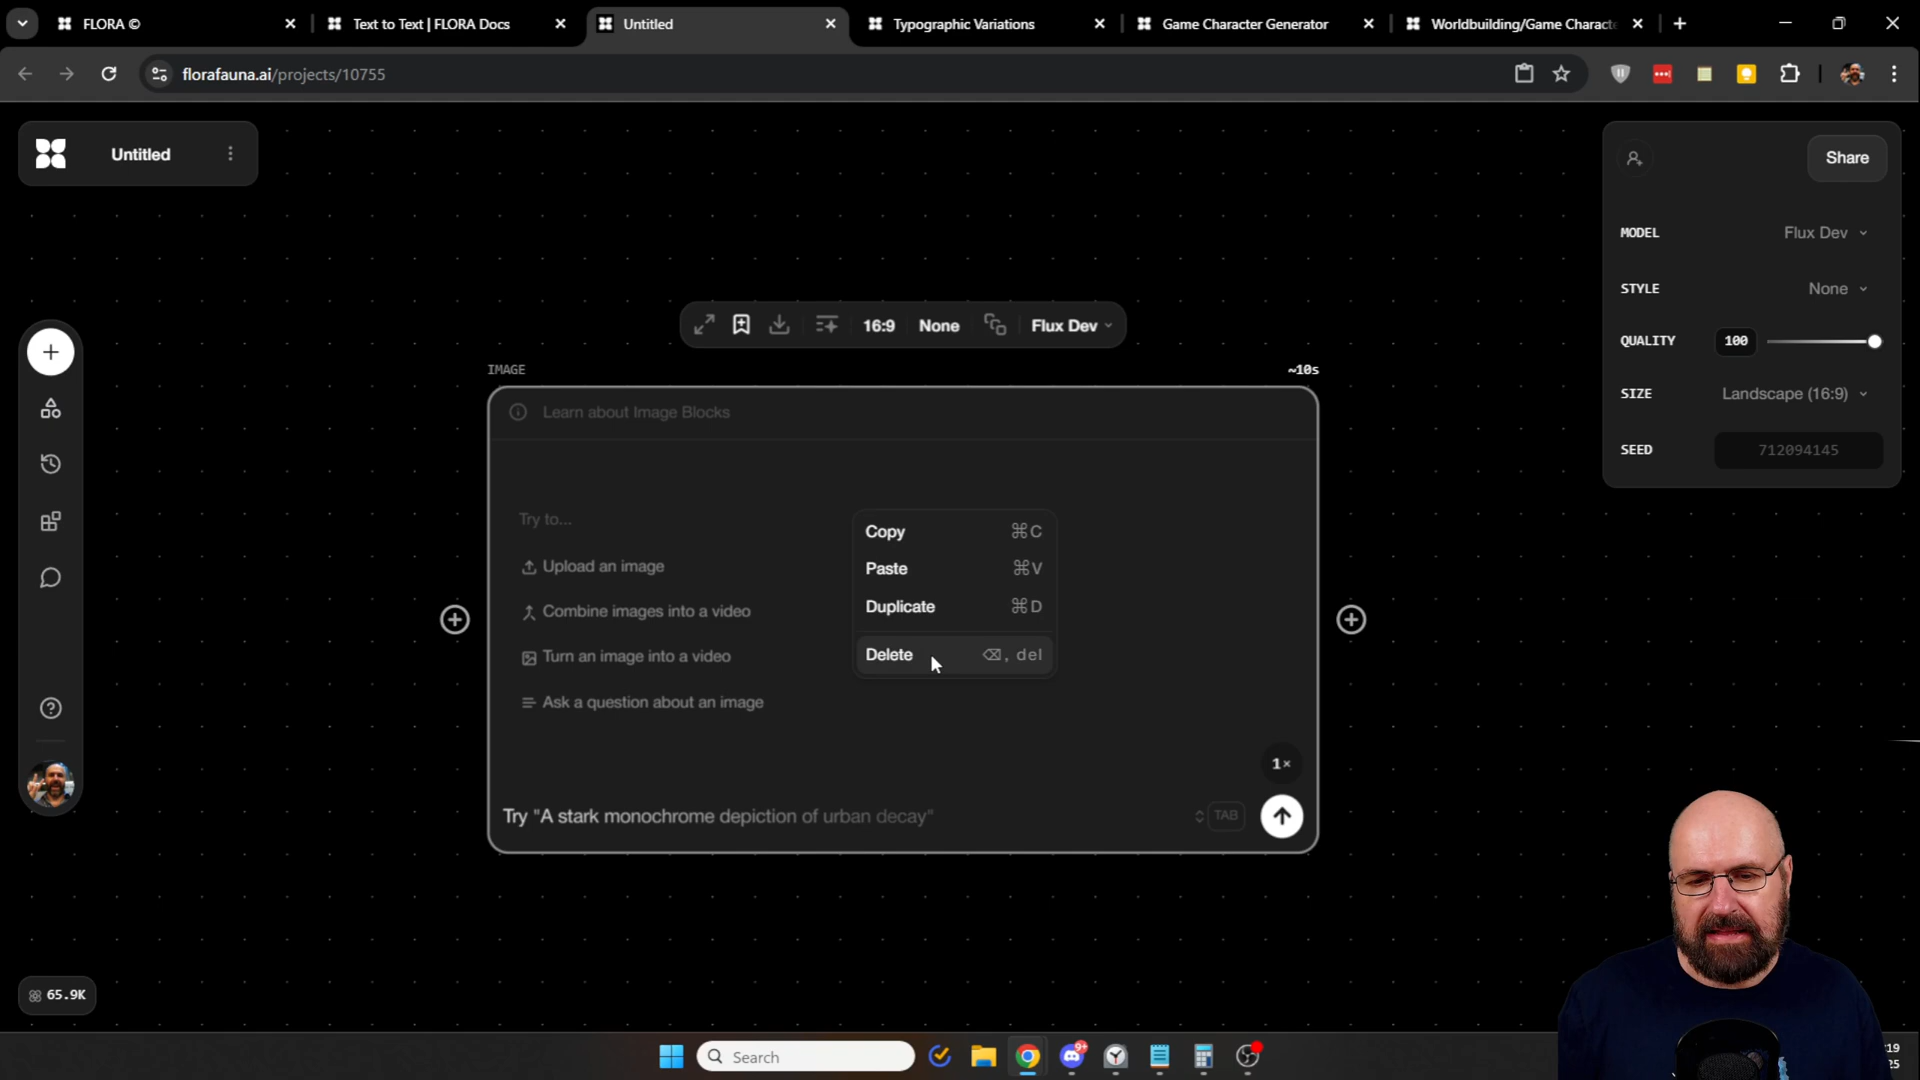 FLORA ©
Text to Text | FLORA Docs
Untitled
Typographic Variations
Game Character Generator
Worldbuilding/Game Charact
florafauna.ai/projects/10755
Untitled
Share
MODEL
Flux Dev
STYLE
None
QUALITY
100
SIZE
Landscape (16:9)
SEED
712094145
16:9
None
Flux Dev
IMAGE
~10s
Learn about Image Blocks
Try to...
Upload an image
Combine images into a video
Turn an image into a video
Ask a question about an image
Copy ⌘C
Paste ⌘V
Duplicate ⌘D
Delete ⌫, del
1×
Try "A stark monochrome depiction of urban decay"
TAB
65.9K
Search
9+
:19
25